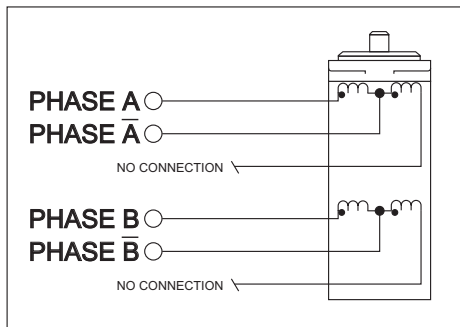 PHASE A
PHASE A̅
NO CONNECTION
PHASE B
PHASE B̅
NO CONNECTION